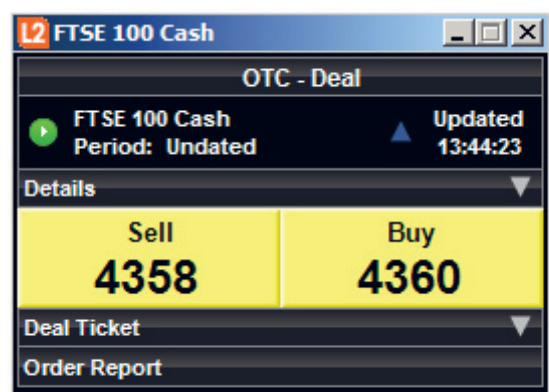 L2 FTSE 100 Cash
OTC - Deal
FTSE 100 Cash
Period: Undated
Updated
13:44:23
Details
Sell
4358
Buy
4360
Deal Ticket
Order Report